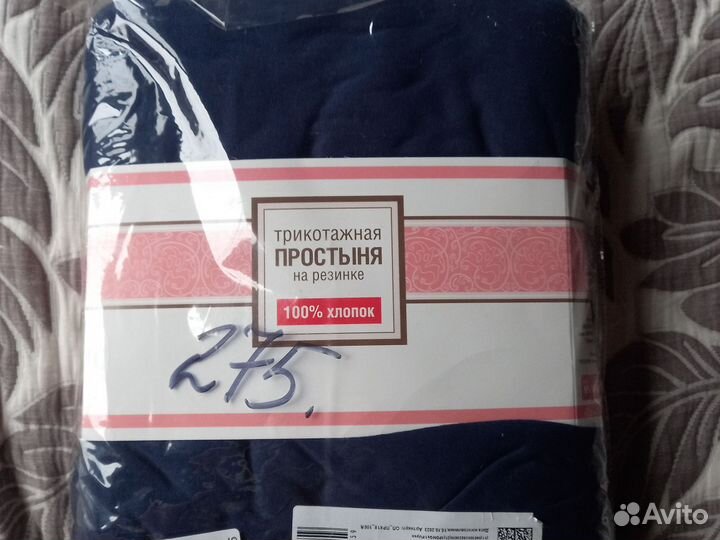 трикотажная
ПРОСТЫНЯ
на резинке
100% хлопок
275.
Avito